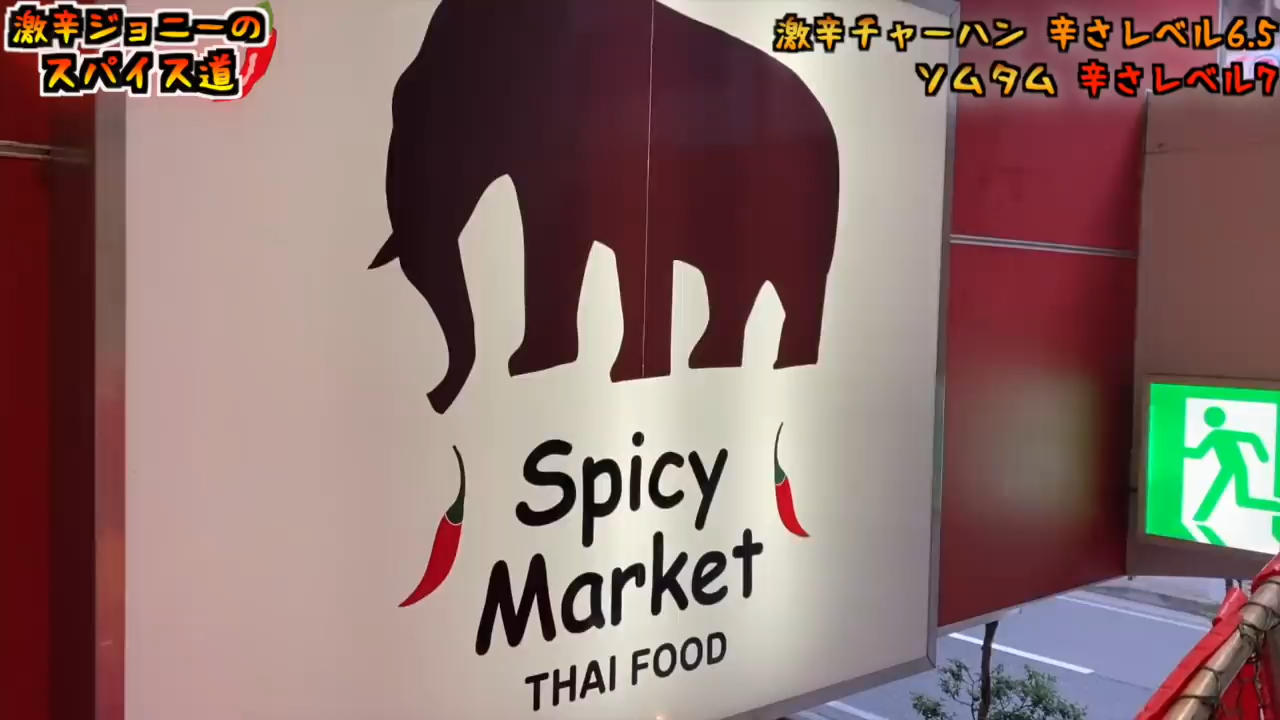 激辛ジョニーの
スパイス道
激辛チャーハン 辛さレベル6.5
ソムタム 辛さレベル7
Spicy
Market
THAI FOOD